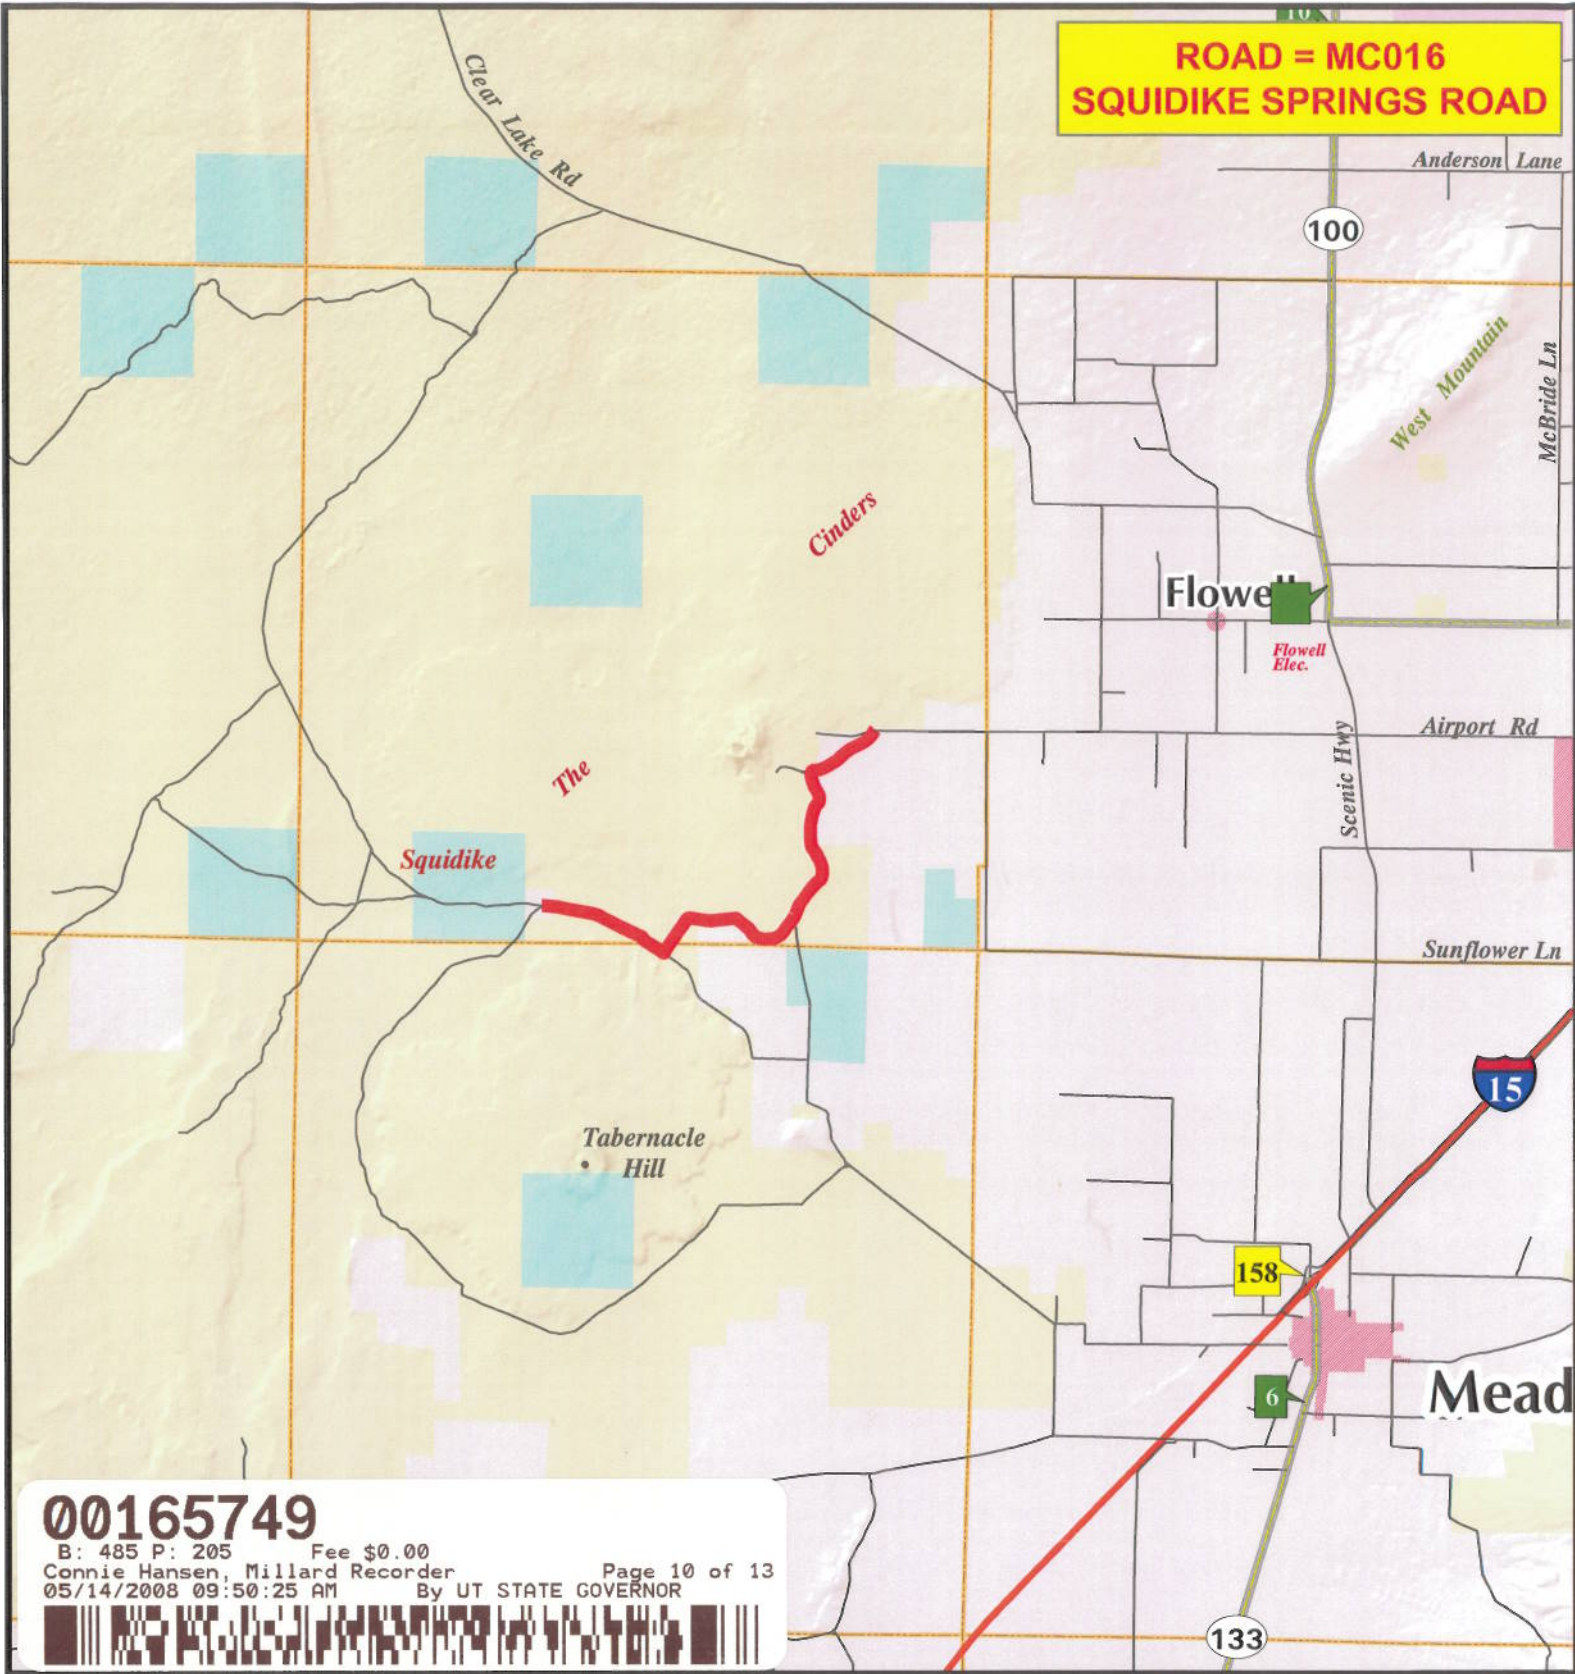 10
ROAD = MC016
SQUIDIKE SPRINGS ROAD
Clear Lake Rd
Anderson Lane
100
West Mountain
McBride Ln
Cinders
Flowell
Flowell
Elec.
Airport Rd
Scenic Hwy
The
Squidike
Sunflower Ln
15
Tabernacle
Hill
158
6
Mead
133
00165749
B: 485 P: 205 Fee $0.00
Connie Hansen, Millard Recorder Page 10 of 13
05/14/2008 09:50:25 AM By UT STATE GOVERNOR